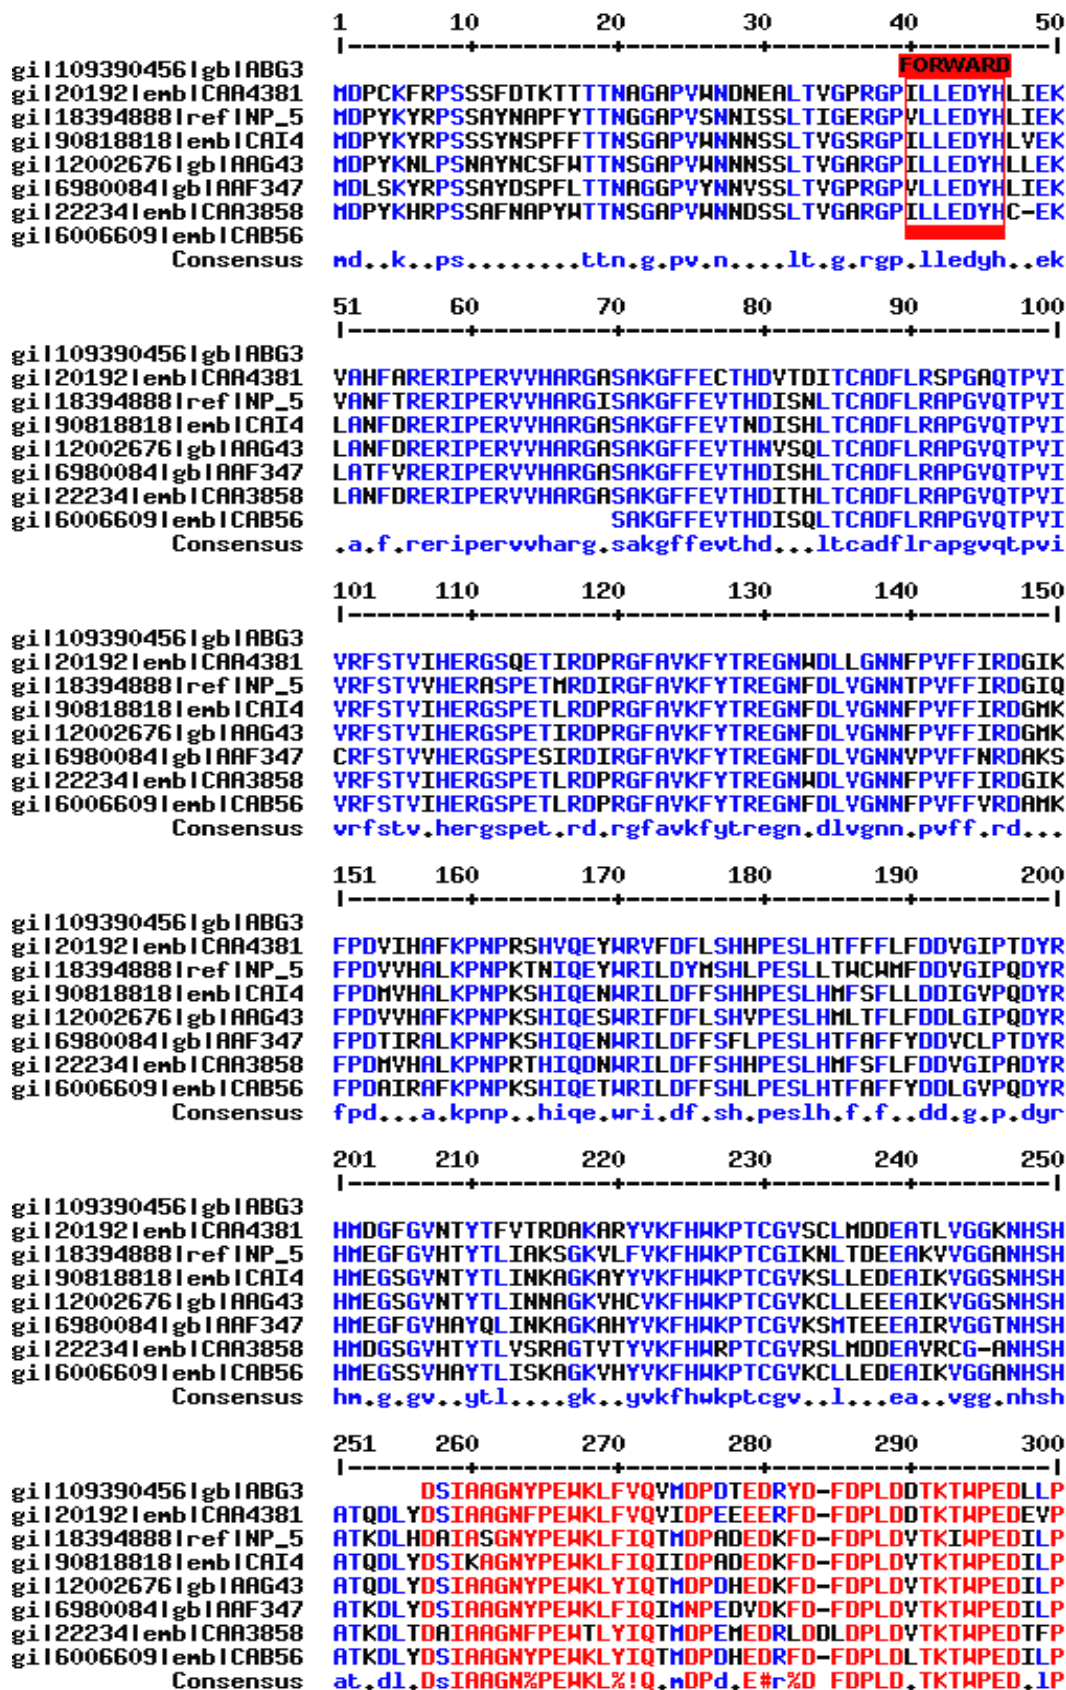 1 10 20 30 40 50
|--------+---------+---------+---------+---------|
FORWARD
gi|109390456|gb|ABG3
gi|20192|emb|CAA4381 MDPCKFRPSSSFDTKTTTTNAGAPVWNDNEALTVGPRGPILLEDYHLIEK
gi|18394888|ref|NP_5 MDPYKYRPSSAYNAPFYTTNGGAPVSNNISSLTIGERGPVLLEDYHLIEK
gi|90818818|emb|CAI4 MDPYKYRPSSSYNSPFFTTNSGAPVWNNNSSLTVGSRGPILLEDYHLVEK
gi|12002676|gb|AAG43 MDPYKNLPSNAYNCSFWTTNSGAPVWNNNSSLTVGARGPILLEDYHLLEK
gi|6980084|gb|AAF347 MDLSKYRPSSAYDSPFLTTNAGGPVYNNVSSLTVGPRGPVLLEDYHLIEK
gi|22234|emb|CAA3858 MDPYKHRPSSAFNAPYWTTNSGAPVWNNDSSLTVGARGPILLEDYHC-EK
gi|6006609|emb|CAB56
Consensus md..k..ps........ttn.g.pv.n....lt.g.rgp.lledyh..ek
51 60 70 80 90 100
|--------+---------+---------+---------+---------|
gi|109390456|gb|ABG3
gi|20192|emb|CAA4381 VAHFARERIPERVVHARGASAKGFFECTHDVTDITCADFLRSPGAQTPVI
gi|18394888|ref|NP_5 VANFTRERIPERVVHARGISAKGFFEVTHDISNLTCADFLRAPGVQTPVI
gi|90818818|emb|CAI4 LANFDRERIPERVVHARGASAKGFFEVTNDISHLTCADFLRAPGVQTPVI
gi|12002676|gb|AAG43 LANFDRERIPERVVHARGASAKGFFEVTHNVSQLTCADFLRAPGVQTPVI
gi|6980084|gb|AAF347 LATFVRERIPERVVHARGASAKGFFEVTHDISHLTCADFLRAPGVQTPVI
gi|22234|emb|CAA3858 LANFDRERIPERVVHARGASAKGFFEVTHDITHLTCADFLRAPGVQTPVI
gi|6006609|emb|CAB56 SAKGFFEVTHDISQLTCADFLRAPGVQTPVI
Consensus .a.f.reripervvharg.sakgffevthd...ltcadflrapgvqtpvi
101 110 120 130 140 150
|--------+---------+---------+---------+---------|
gi|109390456|gb|ABG3
gi|20192|emb|CAA4381 VRFSTVIHERGSQETIRDPRGFAVKFYTREGNWDLLGNNFPVFFIRDGIK
gi|18394888|ref|NP_5 VRFSTVVHERASPETMRDIRGFAVKFYTREGNFDLVGNNTPVFFIRDGIQ
gi|90818818|emb|CAI4 VRFSTVIHERGSPETLRDPRGFAVKFYTREGNFDLVGNNFPVFFIRDGMK
gi|12002676|gb|AAG43 VRFSTVIHERGSPETIRDPRGFAVKFYTREGNFDLVGNNFPVFFIRDGMK
gi|6980084|gb|AAF347 CRFSTVVHERGSPESIRDIRGFAVKFYTREGNFDLVGNNVPVFFNRDAKS
gi|22234|emb|CAA3858 VRFSTVIHERGSPETLRDPRGFAVKFYTREGNWDLVGNNFPVFFIRDGIK
gi|6006609|emb|CAB56 VRFSTVIHERGSPETLRDPRGFAVKFYTREGNFDLVGNNFPVFFVRDAMK
Consensus vrfstv.hergspet.rd.rgfavkfytregn.dlvgnn.pvff.rd...
151 160 170 180 190 200
|--------+---------+---------+---------+---------|
gi|109390456|gb|ABG3
gi|20192|emb|CAA4381 FPDVIHAFKPNPRSHVQEYWRVFDFLSHHPESLHTFFFLFDDVGIPTDYR
gi|18394888|ref|NP_5 FPDVVHALKPNPKTNIQEYWRILDYMSHLPESLLTWCWMFDDVGIPQDYR
gi|90818818|emb|CAI4 FPDMVHALKPNPKSHIQENWRILDFFSHHPESLHMFSFLLDDIGVPQDYR
gi|12002676|gb|AAG43 FPDVVHALKPNPKSHIQESWRIFDFLSHVPESLHMLTFLFDDLGIPQDYR
gi|6980084|gb|AAF347 FPDTIRALKPNPKSHIQENWRILDFFSFLPESLHTFAFFYDDVCLPTDYR
gi|22234|emb|CAA3858 FPDMVHALKPNPRTHIQDNWRILDFFSHHPESLHMFSFLFDDVGIPADYR
gi|6006609|emb|CAB56 FPDAIRAFKPNPKSHIQETWRILDFFSHLPESLHTFAFFYDDLGVPQDYR
Consensus fpd...a.kpnp..hiqe.wri.df.sh.peslh.f.f..dd.g.p.dyr
201 210 220 230 240 250
|--------+---------+---------+---------+---------|
gi|109390456|gb|ABG3
gi|20192|emb|CAA4381 HMDGFGVNTYTFVTRDAKARYVKFHWKPTCGVSCLMDDEATLVGGKNHSH
gi|18394888|ref|NP_5 HMEGFGVHTYTLIAKSGKVLFVKFHWKPTCGIKNLTDEEAKVVGGANHSH
gi|90818818|emb|CAI4 HMEGSGVNTYTLINKAGKAYYVKFHWKPTCGVKSLLEDEAIKVGGSNHSH
gi|12002676|gb|AAG43 HMEGSGVNTYTLINNAGKVHCVKFHWKPTCGVKCLLEEEAIKVGGSNHSH
gi|6980084|gb|AAF347 HMEGFGVHAYQLINKAGKAHYVKFHWKPTCGVKSMTEEEAIRVGGTNHSH
gi|22234|emb|CAA3858 HMDGSGVHTYTLVSRAGTVTYVKFHWRPTCGVRSLMDDEAVRCG-ANHSH
gi|6006609|emb|CAB56 HMEGSSVHAYTLISKAGKVHYVKFHWKPTCGVKCLLEDEAIKVGGANHSH
Consensus hm.g.gv..ytl....gk..yvkfhwkptcgv..l...ea..vgg.nhsh
251 260 270 280 290 300
|--------+---------+---------+---------+---------|
gi|109390456|gb|ABG3 DSIAAGNYPEWKLFVQVMDPDTEDRYD-FDPLDDTKTWPEDLLP
gi|20192|emb|CAA4381 ATQDLYDSIAAGNFPEWKLFVQVIDPEEEERFD-FDPLDDTKTWPEDEVP
gi|18394888|ref|NP_5 ATKDLHDAIASGNYPEWKLFIQTMDPADEDKFD-FDPLDVTKIWPEDILP
gi|90818818|emb|CAI4 ATQDLYDSIKAGNYPEWKLFIQIIDPADEDKFD-FDPLDVTKTWPEDILP
gi|12002676|gb|AAG43 ATQDLYDSIAAGNYPEWKLYIQTMDPDHEDKFD-FDPLDVTKTWPEDILP
gi|6980084|gb|AAF347 ATKDLYDSIAAGNYPEWKLFIQIMNPEDVDKFD-FDPLDVTKTWPEDILP
gi|22234|emb|CAA3858 ATKDLTDAIAAGNFPEWTLYIQTMDPEMEDRLDDLDPLDVTKTWPEDTFP
gi|6006609|emb|CAB56 ATKDLYDSIAAGNYPEWKLYIQTMDPDHEDRFD-FDPLDLTKTWPEDILP
Consensus at.dl.DsIAAGN%PEWKL%!Q.mDPd.E#r%D FDPLD.TKTWPED.lP